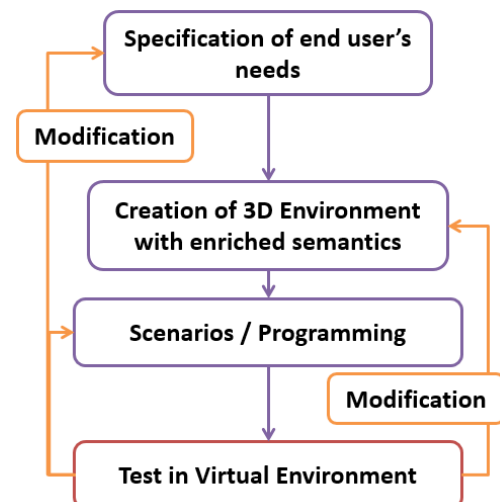 Specification of end user’s
needs
Modification
Creation of 3D Environment
with enriched semantics
Scenarios / Programming
Modification
Test in Virtual Environment